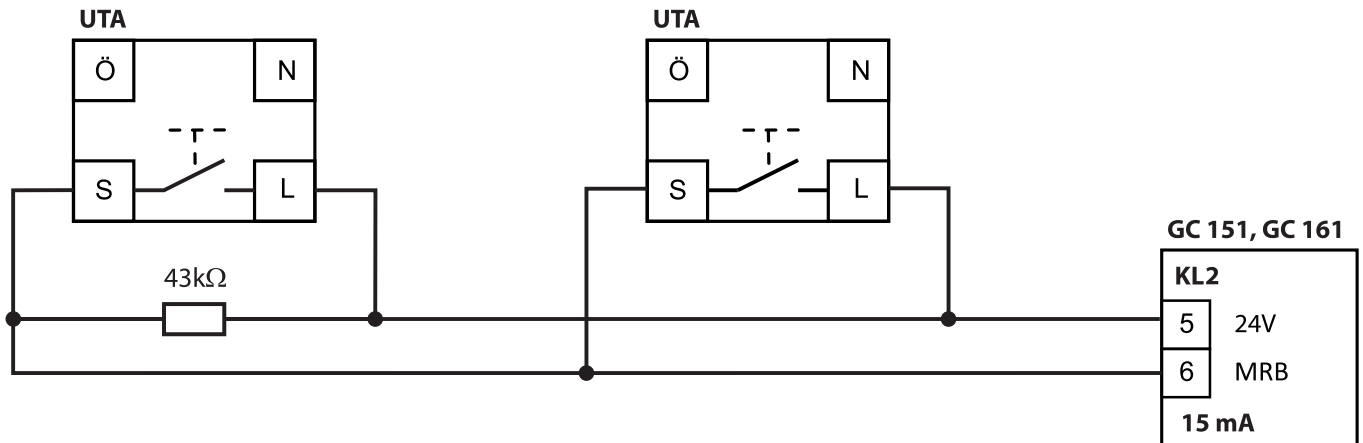 UTA
Ö N
S L
43kΩ
UTA
Ö N
S L
GC 151, GC 161
KL2
5 24V
6 MRB
15 mA